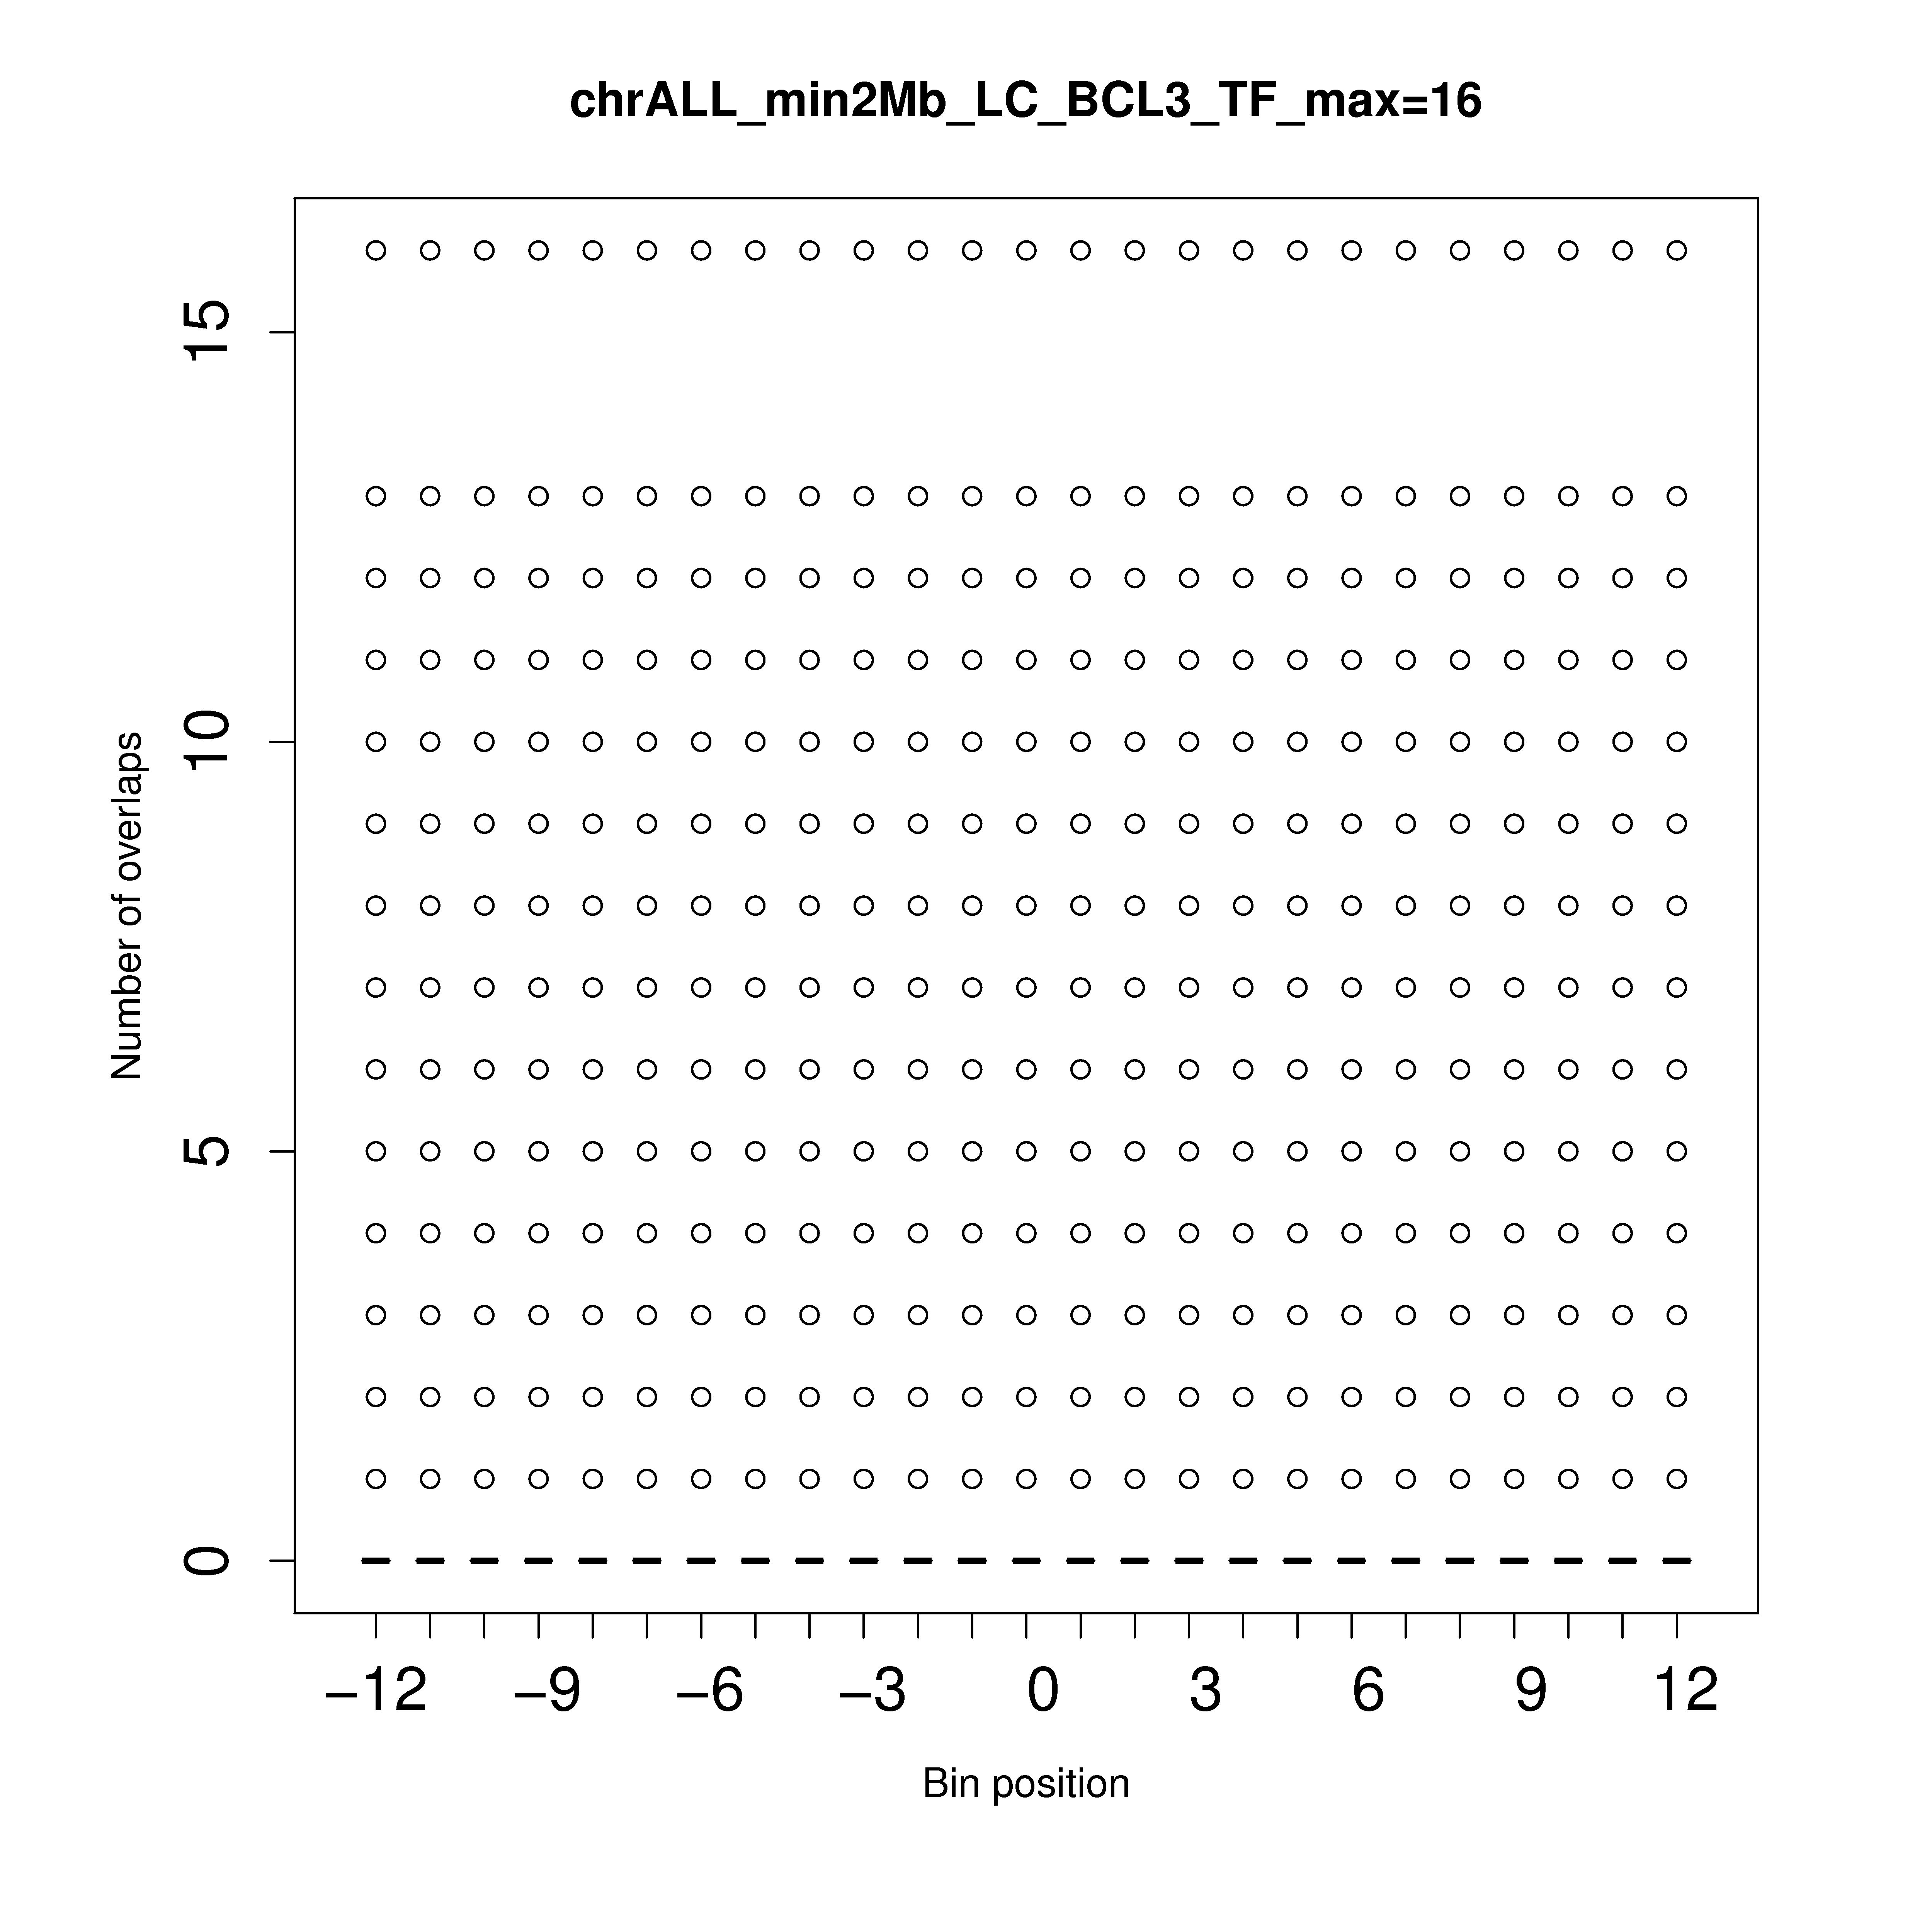 chrALL_min2Mb_LC_BCL3_TF_max=16
15
10
5
0
Number of overlaps
−12 −9 −6 −3 0 3 6 9 12
Bin position